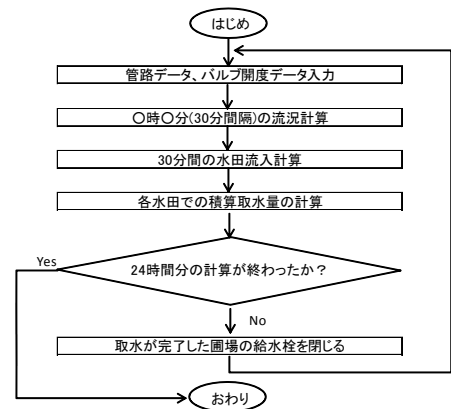 はじめ
管路データ、バルブ開度データ入力
〇時〇分(30分間隔)の流況計算
30分間の水田流入計算
各水田での積算取水量の計算
24時間分の計算が終わったか？
Yes
No
取水が完了した圃場の給水栓を閉じる
おわり